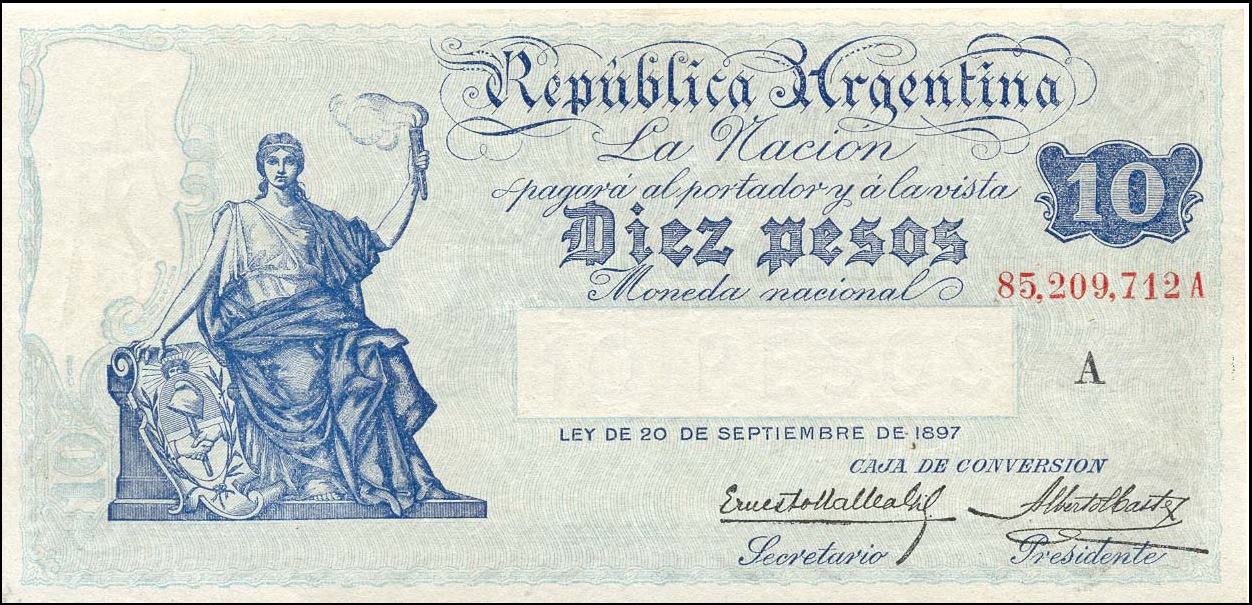 República Argentina
La Nación
pagará al portador y á la vista
10
Diez pesos
Moneda nacional
85,209,712 A
A
LEY DE 20 DE SEPTIEMBRE DE 1897
CAJA DE CONVERSION
Secretario
Presidente
10